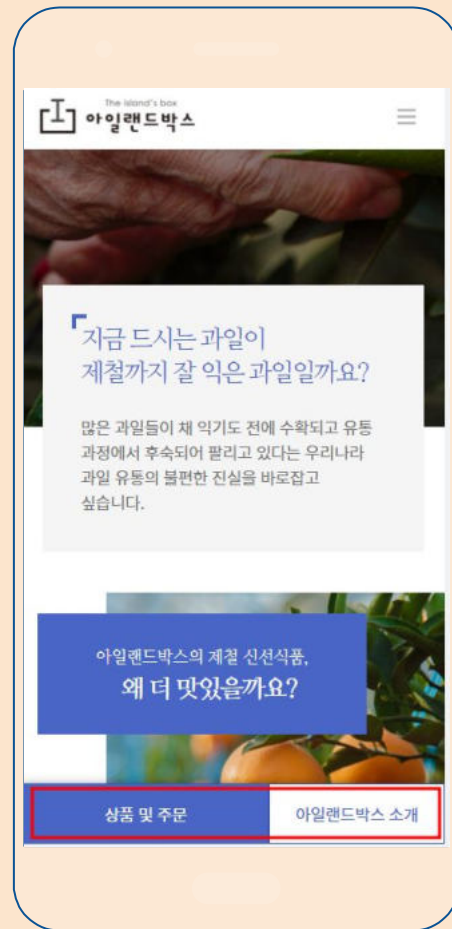 The island's box
아일랜드박스
지금 드시는 과일이
제철까지 잘 익은 과일일까요?
많은 과일들이 채 익기도 전에 수확되고 유통
과정에서 후숙되어 팔리고 있다는 우리나라
과일 유통의 불편한 진실을 바로잡고
싶습니다.
아일랜드박스의 제철 신선식품,
왜 더 맛있을까요?
상품 및 주문
아일랜드박스 소개